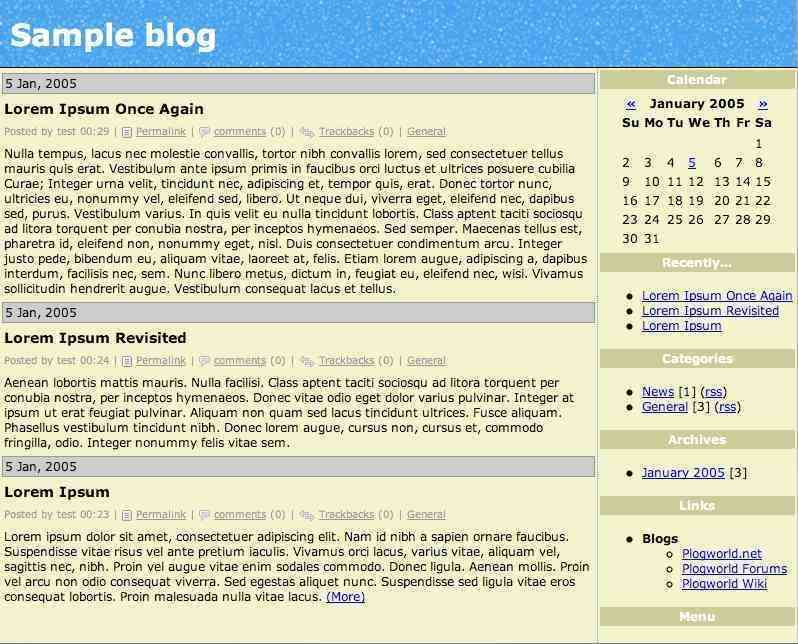 Sample blog
5 Jan, 2005
Lorem Ipsum Once Again
Posted by test 00:29 | Permalink | comments (0) | Trackbacks (0) | General
Nulla tempus, lacus nec molestie convallis, tortor nibh convallis lorem, sed consectetuer tellus
mauris quis erat. Vestibulum ante ipsum primis in faucibus orci luctus et ultrices posuere cubilia
Curae; Integer urna velit, tincidunt nec, adipiscing et, tempor quis, erat. Donec tortor nunc,
ultricies eu, nonummy vel, eleifend sed, libero. Ut neque dui, viverra eget, eleifend nec, dapibus
sed, purus. Vestibulum varius. In quis velit eu nulla tincidunt lobortis. Class aptent taciti sociosqu
ad litora torquent per conubia nostra, per inceptos hymenaeos. Sed semper. Maecenas tellus est,
pharetra id, eleifend non, nonummy eget, nisl. Duis consectetuer condimentum arcu. Integer
justo pede, bibendum eu, aliquam vitae, laoreet at, felis. Etiam lorem augue, adipiscing a, dapibus
interdum, facilisis nec, sem. Nunc libero metus, dictum in, feugiat eu, eleifend nec, wisi. Vivamus
sollicitudin hendrerit augue. Vestibulum consequat lacus et tellus.
5 Jan, 2005
Lorem Ipsum Revisited
Posted by test 00:24 | Permalink | comments (0) | Trackbacks (0) | General
Aenean lobortis mattis mauris. Nulla facilisi. Class aptent taciti sociosqu ad litora torquent per
conubia nostra, per inceptos hymenaeos. Donec vitae odio eget dolor varius pulvinar. Integer at
ipsum ut erat feugiat pulvinar. Aliquam non quam sed lacus tincidunt ultrices. Fusce aliquam.
Phasellus vestibulum tincidunt nibh. Donec lorem augue, cursus non, cursus et, commodo
fringilla, odio. Integer nonummy felis vitae sem.
5 Jan, 2005
Lorem Ipsum
Posted by test 00:23 | Permalink | comments (0) | Trackbacks (0) | General
Lorem ipsum dolor sit amet, consectetuer adipiscing elit. Nam id nibh a sapien ornare faucibus.
Suspendisse vitae risus vel ante pretium iaculis. Vivamus orci lacus, varius vitae, aliquam vel,
sagittis nec, nibh. Proin vel augue vitae enim sodales commodo. Donec ligula. Aenean mollis. Proin
vel arcu non odio consequat viverra. Sed egestas aliquet nunc. Suspendisse sed ligula vitae eros
consequat lobortis. Proin malesuada nulla vitae lacus. (More)
Calendar
« January 2005 »
Su Mo Tu We Th Fr Sa
1
2 3 4 5 6 7 8
9 10 11 12 13 14 15
16 17 18 19 20 21 22
23 24 25 26 27 28 29
30 31
Recently...
Lorem Ipsum Once Again
Lorem Ipsum Revisited
Lorem Ipsum
Categories
News [1] (rss)
General [3] (rss)
Archives
January 2005 [3]
Links
Blogs
Plogworld.net
Plogworld Forums
Plogworld Wiki
Menu